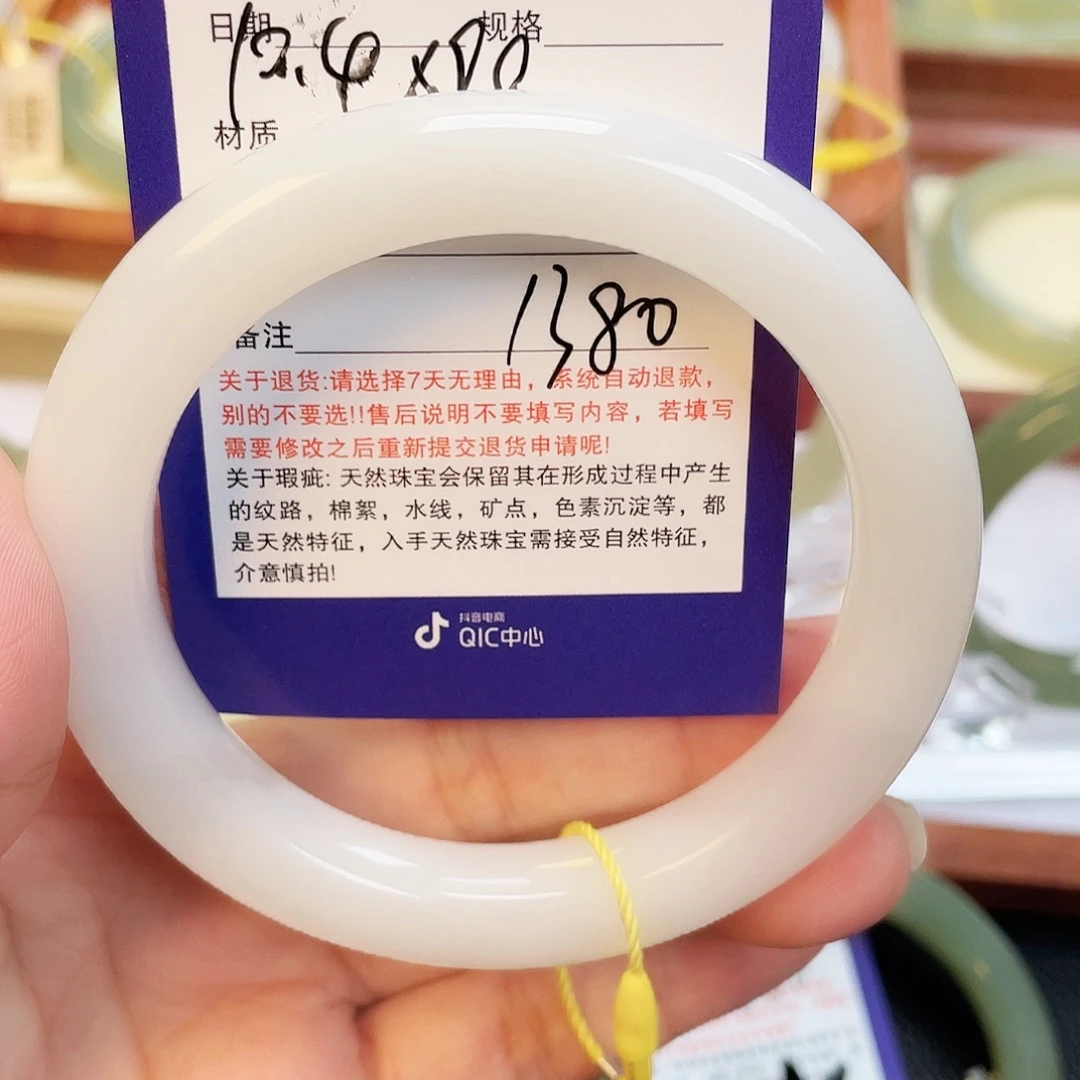 日期 规格
材质
备注 1380
关于退货:请选择7天无理由，系统自动退款，
别的不要选!!售后说明不要填写内容，若填写
需要修改之后重新提交退货申请呢!
关于瑕疵: 天然珠宝会保留其在形成过程中产生
的纹路，棉絮，水线，矿点，色素沉淀等，都
是天然特征，入手天然珠宝需接受自然特征，
介意慎拍!
抖音电商
QIC中心